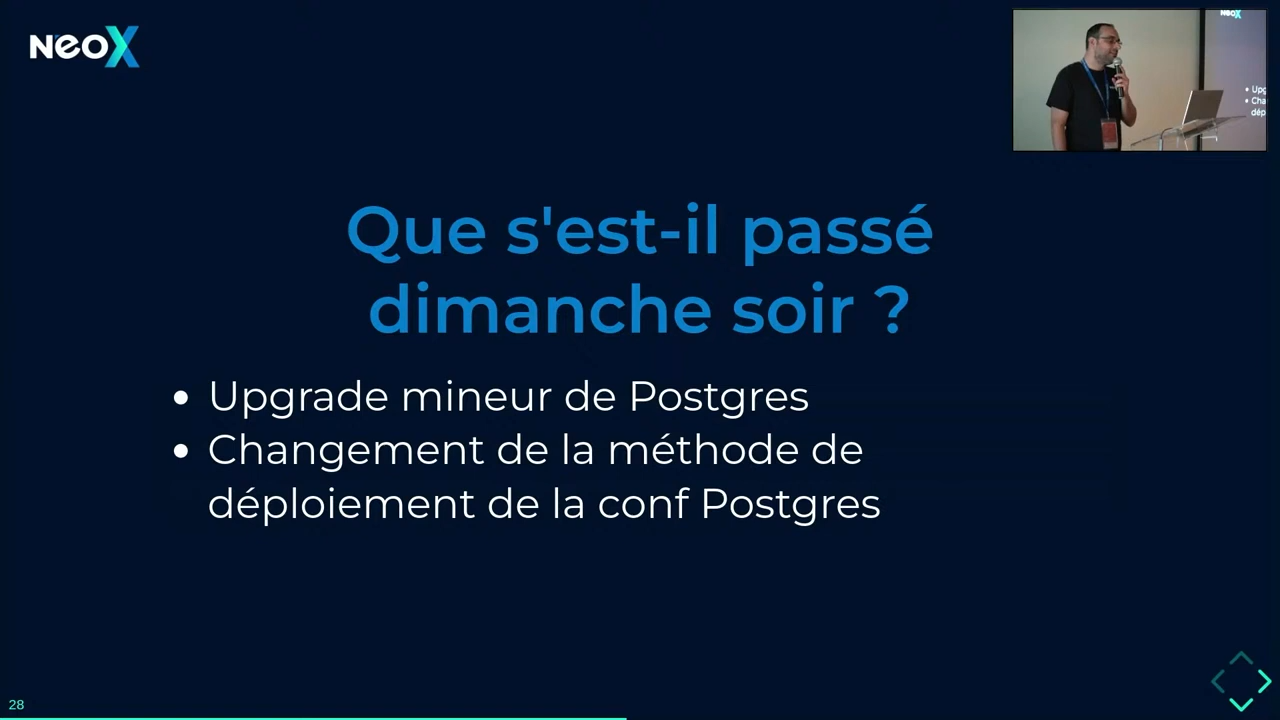 NeoX
Que s'est-il passé
dimanche soir ?
• Upgrade mineur de Postgres
• Changement de la méthode de
déploiement de la conf Postgres
28